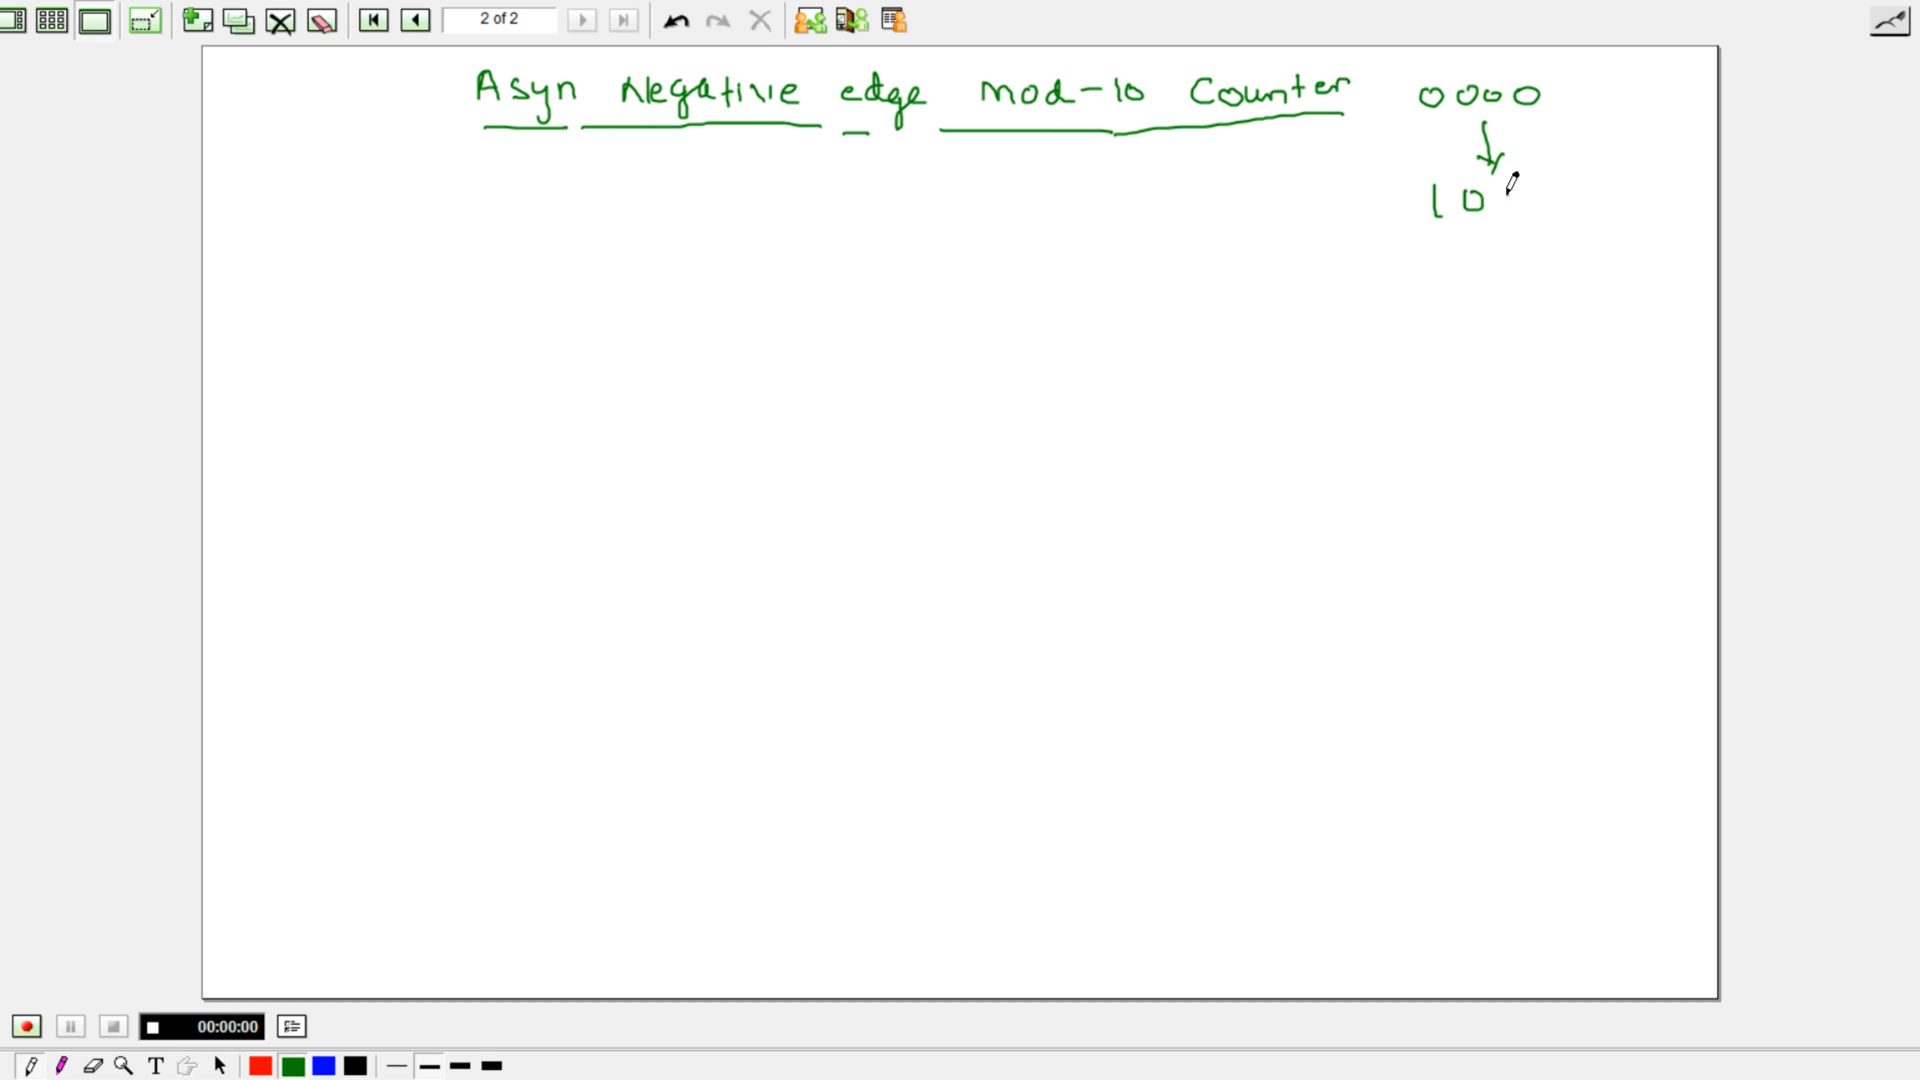 2 of 2
Asyn Negative edge mod-10 Counter 0000
10
00:00:00
T